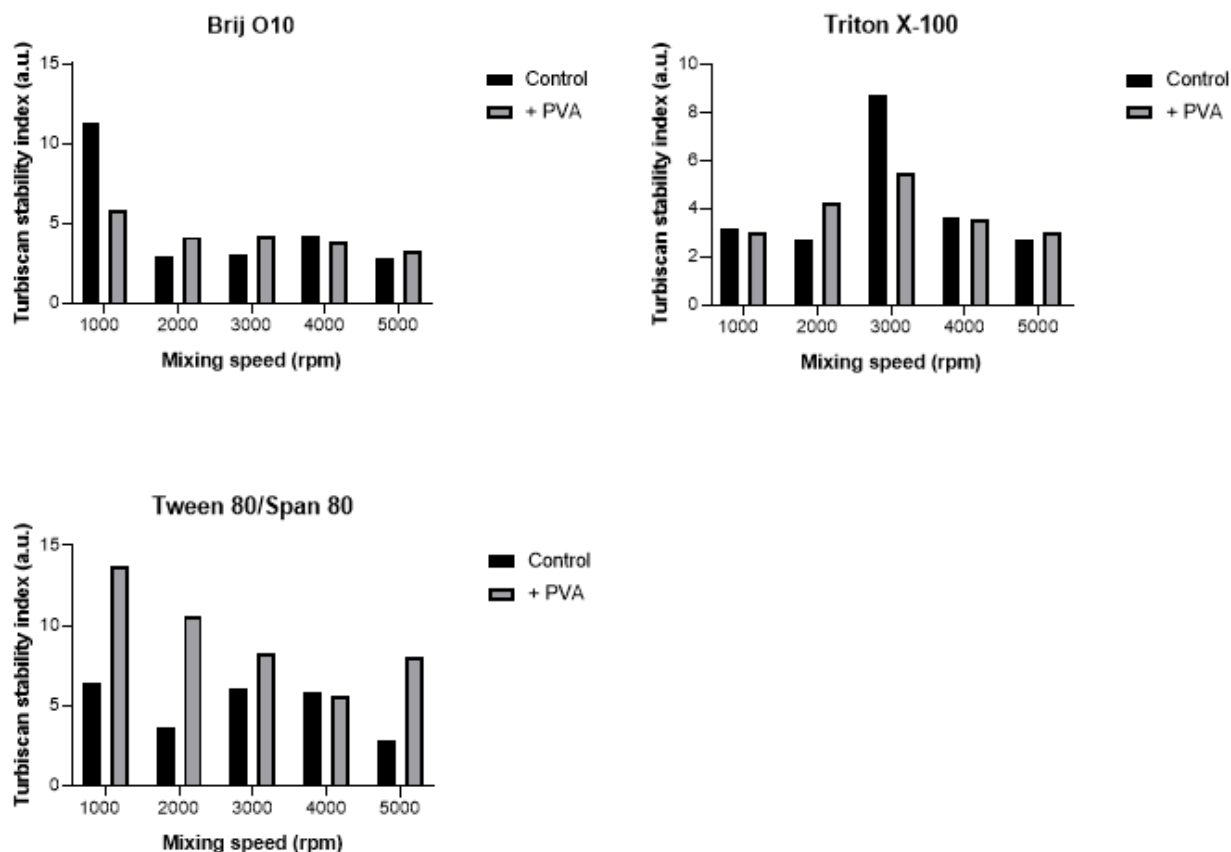 Brij O10
Turbiscan stability index (a.u.)
15
10
5
0
1000 2000 3000 4000 5000
Mixing speed (rpm)
Control
+ PVA
Triton X-100
Turbiscan stability index (a.u.)
10
8
6
4
2
0
1000 2000 3000 4000 5000
Mixing speed (rpm)
Control
+ PVA
Tween 80/Span 80
Turbiscan stability index (a.u.)
15
10
5
0
1000 2000 3000 4000 5000
Mixing speed (rpm)
Control
+ PVA